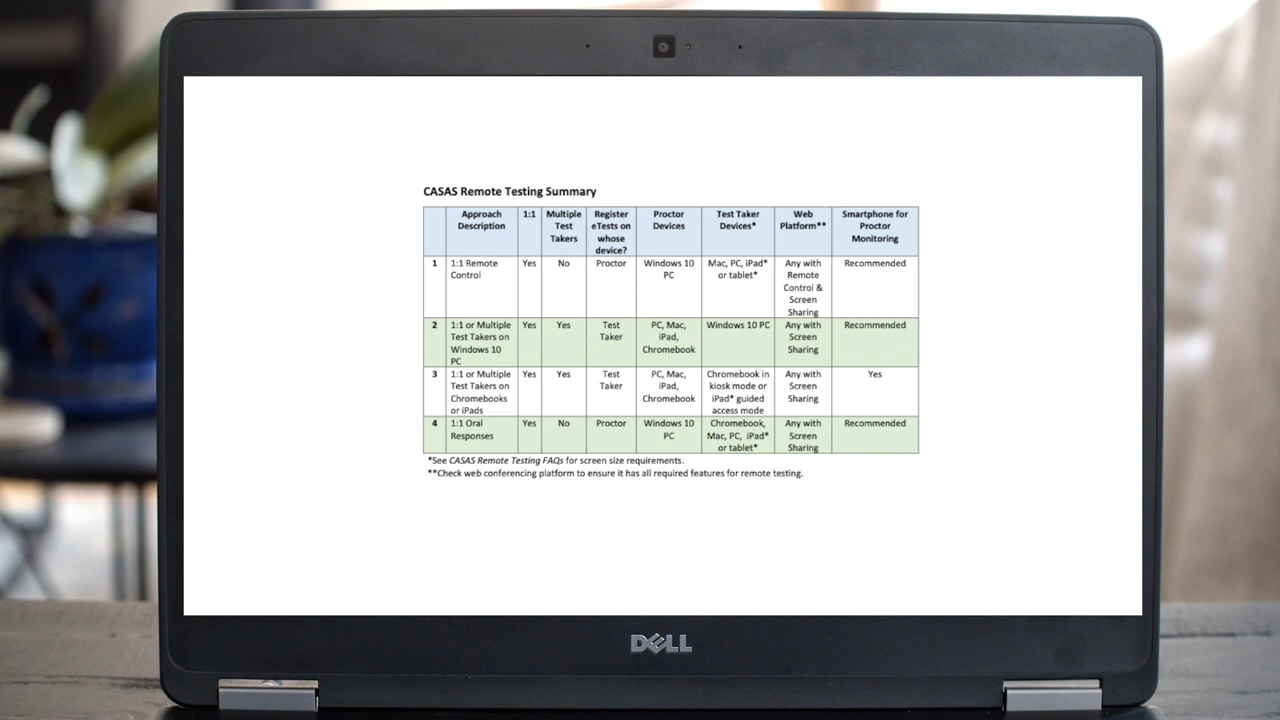 CASAS Remote Testing Summary
Approach Description 1:1 Multiple Test Takers Register eTests on whose device? Proctor Devices Test Taker Devices* Web Platform** Smartphone for Proctor Monitoring
1 1:1 Remote Control Yes No Proctor Windows 10 PC Mac, PC, iPad* or tablet* Any with Remote Control & Screen Sharing Recommended
2 1:1 or Multiple Test Takers on Windows 10 PC Yes Yes Test Taker PC, Mac, iPad, Chromebook Windows 10 PC Any with Screen Sharing Recommended
3 1:1 or Multiple Test Takers on Chromebooks or iPads Yes Yes Test Taker PC, Mac, iPad, Chromebook Chromebook in kiosk mode or iPad* guided access mode Any with Screen Sharing Yes
4 1:1 Oral Responses Yes No Proctor Windows 10 PC Chromebook, Mac, PC, iPad* or tablet* Any with Screen Sharing Recommended
*See CASAS Remote Testing FAQs for screen size requirements.
**Check web conferencing platform to ensure it has all required features for remote testing.
DELL